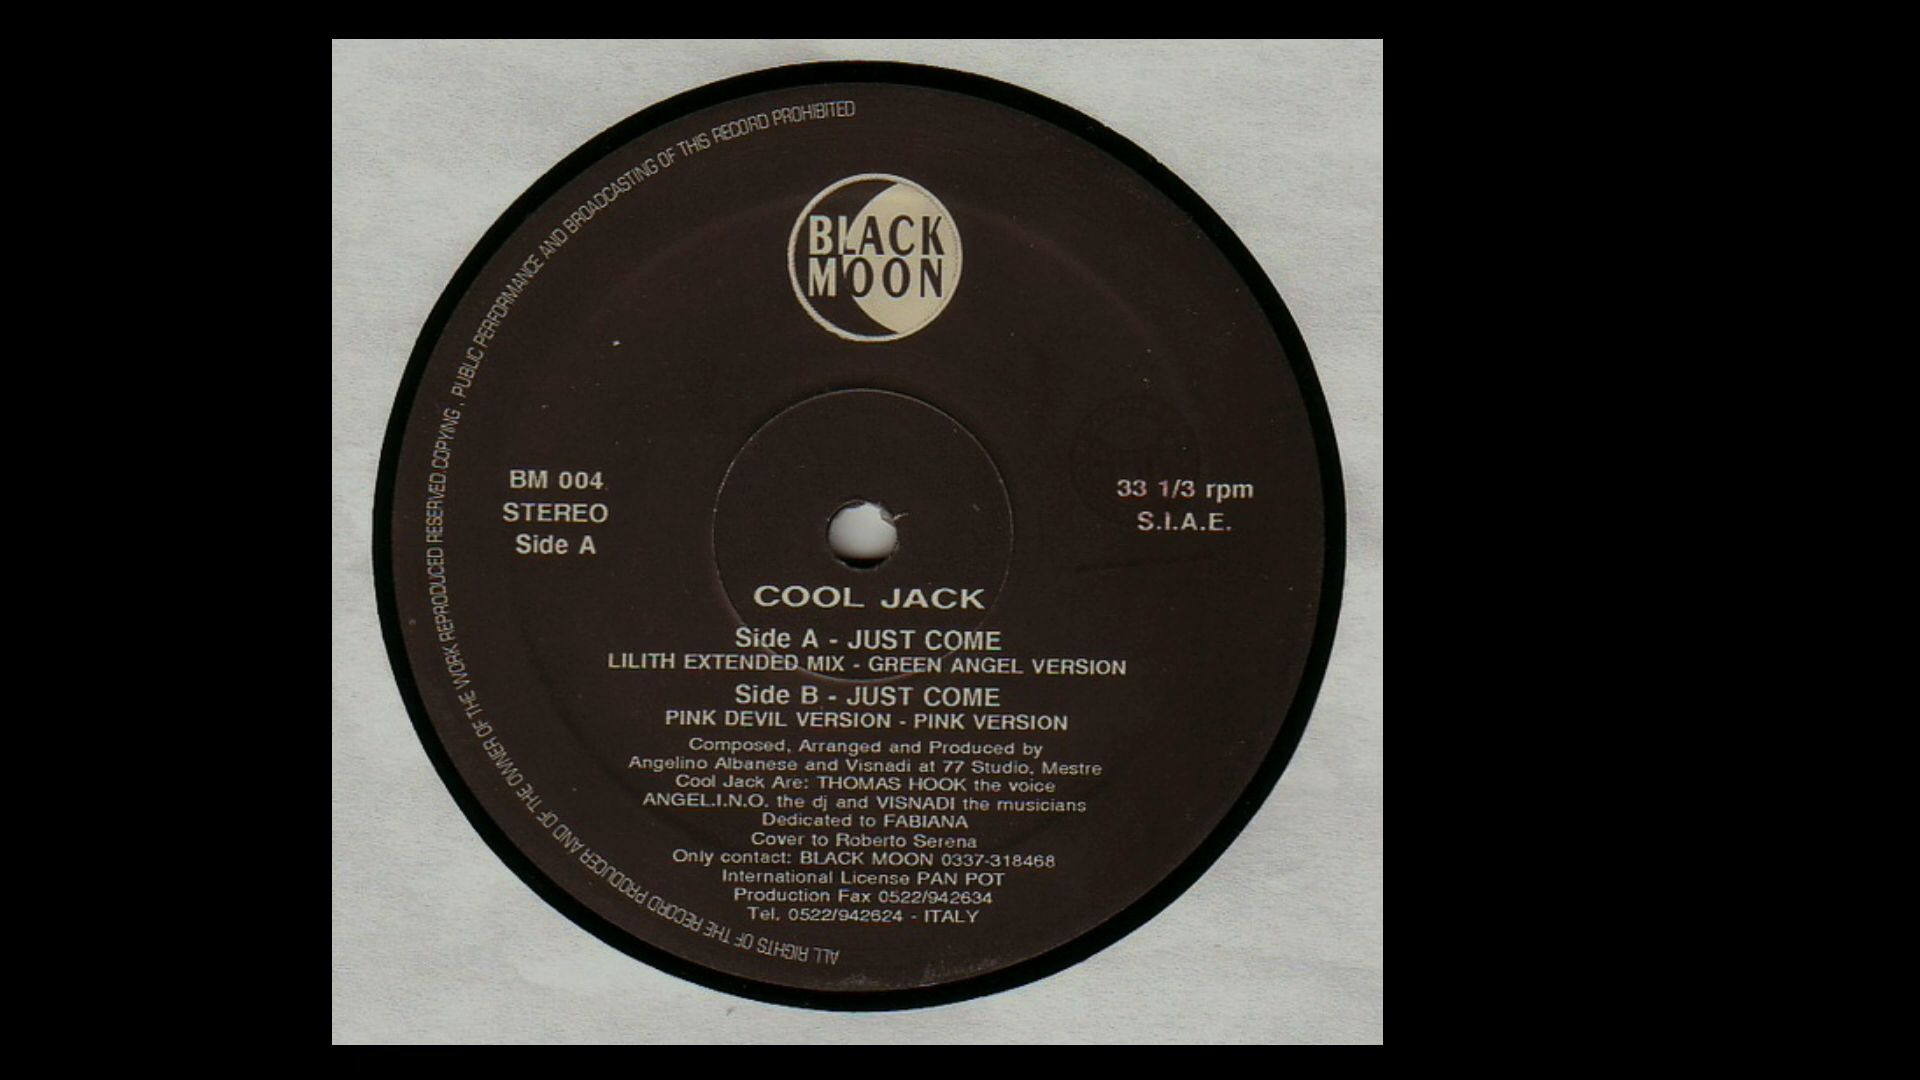 ALL RIGHTS OF THE RECORD PRODUCER AND OF THE OWNER OF THE WORK REPRODUCED RESERVED.COPYING , PUBLIC PERFORMANCE AND BROADCASTING OF THIS RECORD PROHIBITED
BLACK
MOON
BM 004
STEREO
Side A
33 1/3 rpm
S.I.A.E.
COOL JACK
Side A - JUST COME
LILITH EXTENDED MIX - GREEN ANGEL VERSION
Side B - JUST COME
PINK DEVIL VERSION - PINK VERSION
Composed, Arranged and Produced by
Angelino Albanese and Visnadi at 77 Studio, Mestre
Cool Jack Are: THOMAS HOOK the voice
ANGEL.I.N.O. the dj and VISNADI the musicians
Dedicated to FABIANA
Cover to Roberto Serena
Only contact: BLACK MOON 0337-318468
International License PAN POT
Production Fax 0522/942634
Tel. 0522/942624 - ITALY